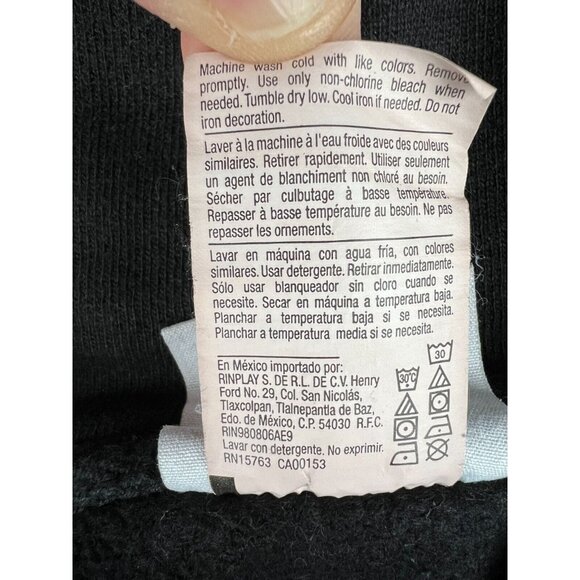 Machine wash cold with like colors. Remove
promptly. Use only non-chlorine bleach when
needed. Tumble dry low. Cool iron if needed. Do not
iron decoration.
Laver à la machine à l'eau froide avec des couleurs
similaires. Retirer rapidement. Utiliser seulement
un agent de blanchiment non chloré au besoin.
Sécher par culbutage à basse température.
Repasser à basse température au besoin. Ne pas
repasser les ornements.
Lavar en máquina con agua fría, con colores
similares. Usar detergente. Retirar inmediatamente.
Sólo usar blanqueador sin cloro cuando se
necesite. Secar en máquina a temperatura baja.
Planchar a temperatura baja si se necesita.
Planchar a temperatura media si se necesita.
En México importado por:
RINPLAY S. DE R.L. DE C.V. Henry
Ford No. 29, Col. San Nicolás,
Tlaxcolpan, Tlalnepantla de Baz,
Edo. México, C.P. 54030 R.F.C.
RIN980806AE9
Lavar con detergente. No exprimir.
RN15763 CA00153
30°C
30